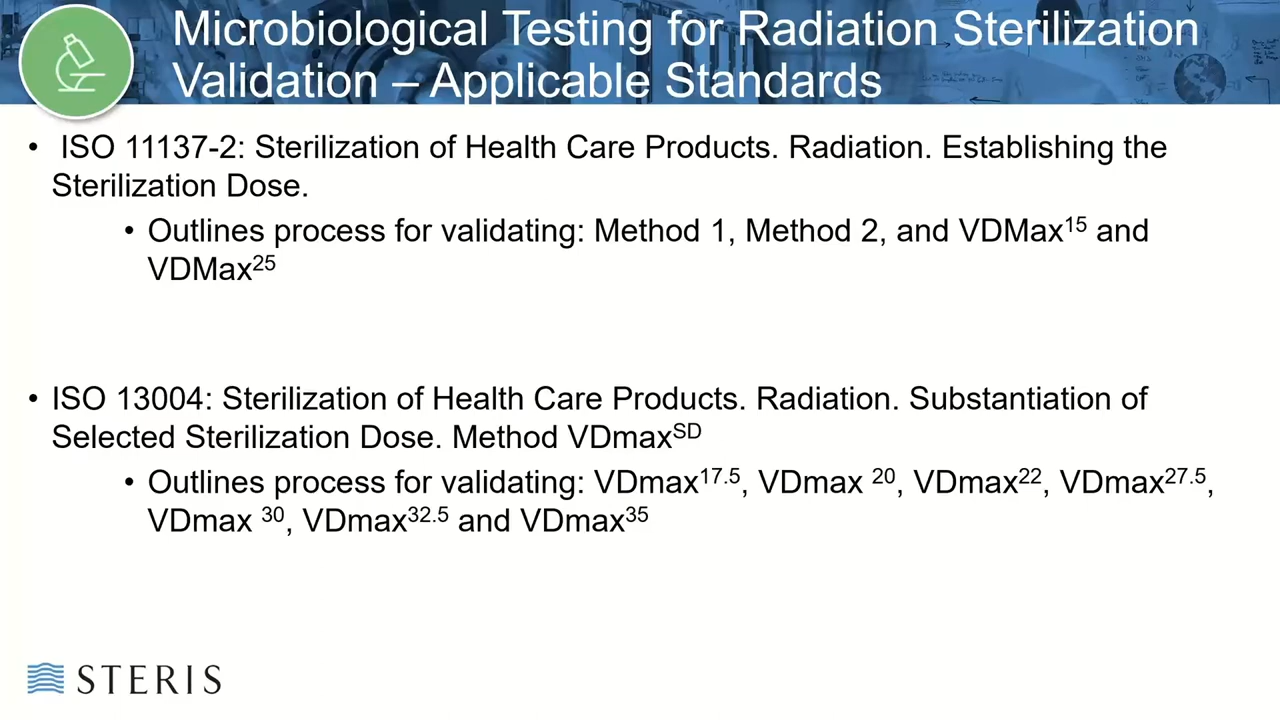 Microbiological Testing for Radiation Sterilization
Validation – Applicable Standards
• ISO 11137-2: Sterilization of Health Care Products. Radiation. Establishing the
Sterilization Dose.
• Outlines process for validating: Method 1, Method 2, and VDMax¹⁵ and
VDMax²⁵
• ISO 13004: Sterilization of Health Care Products. Radiation. Substantiation of
Selected Sterilization Dose. Method VDmaxSD
• Outlines process for validating: VDmax17.5, VDmax 20, VDmax22, VDmax27.5,
VDmax 30, VDmax32.5 and VDmax35
STERIS